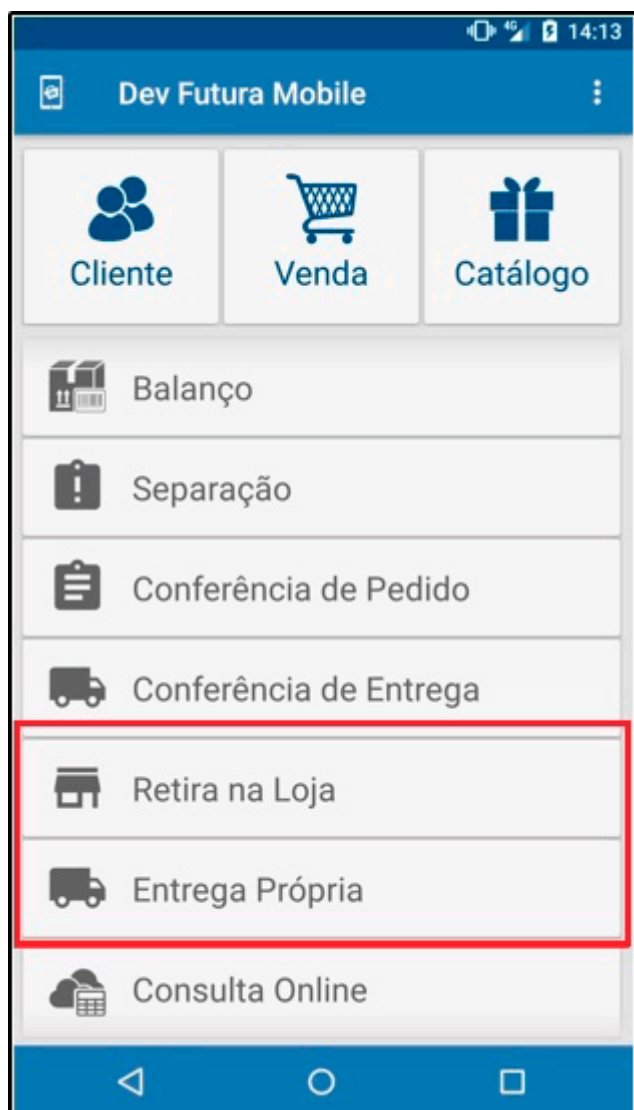 4G 14:13
Dev Futura Mobile
Cliente Venda Catálogo
Balanço
Separação
Conferência de Pedido
Conferência de Entrega
Retira na Loja
Entrega Própria
Consulta Online